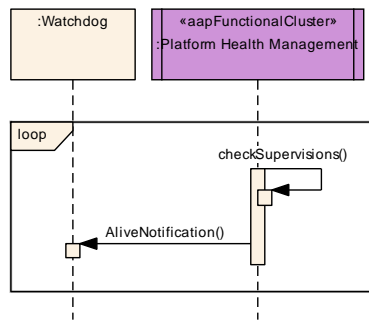 :Watchdog
«aapFunctionalCluster»
:Platform Health Management
loop
checkSupervisions()
AliveNotification()